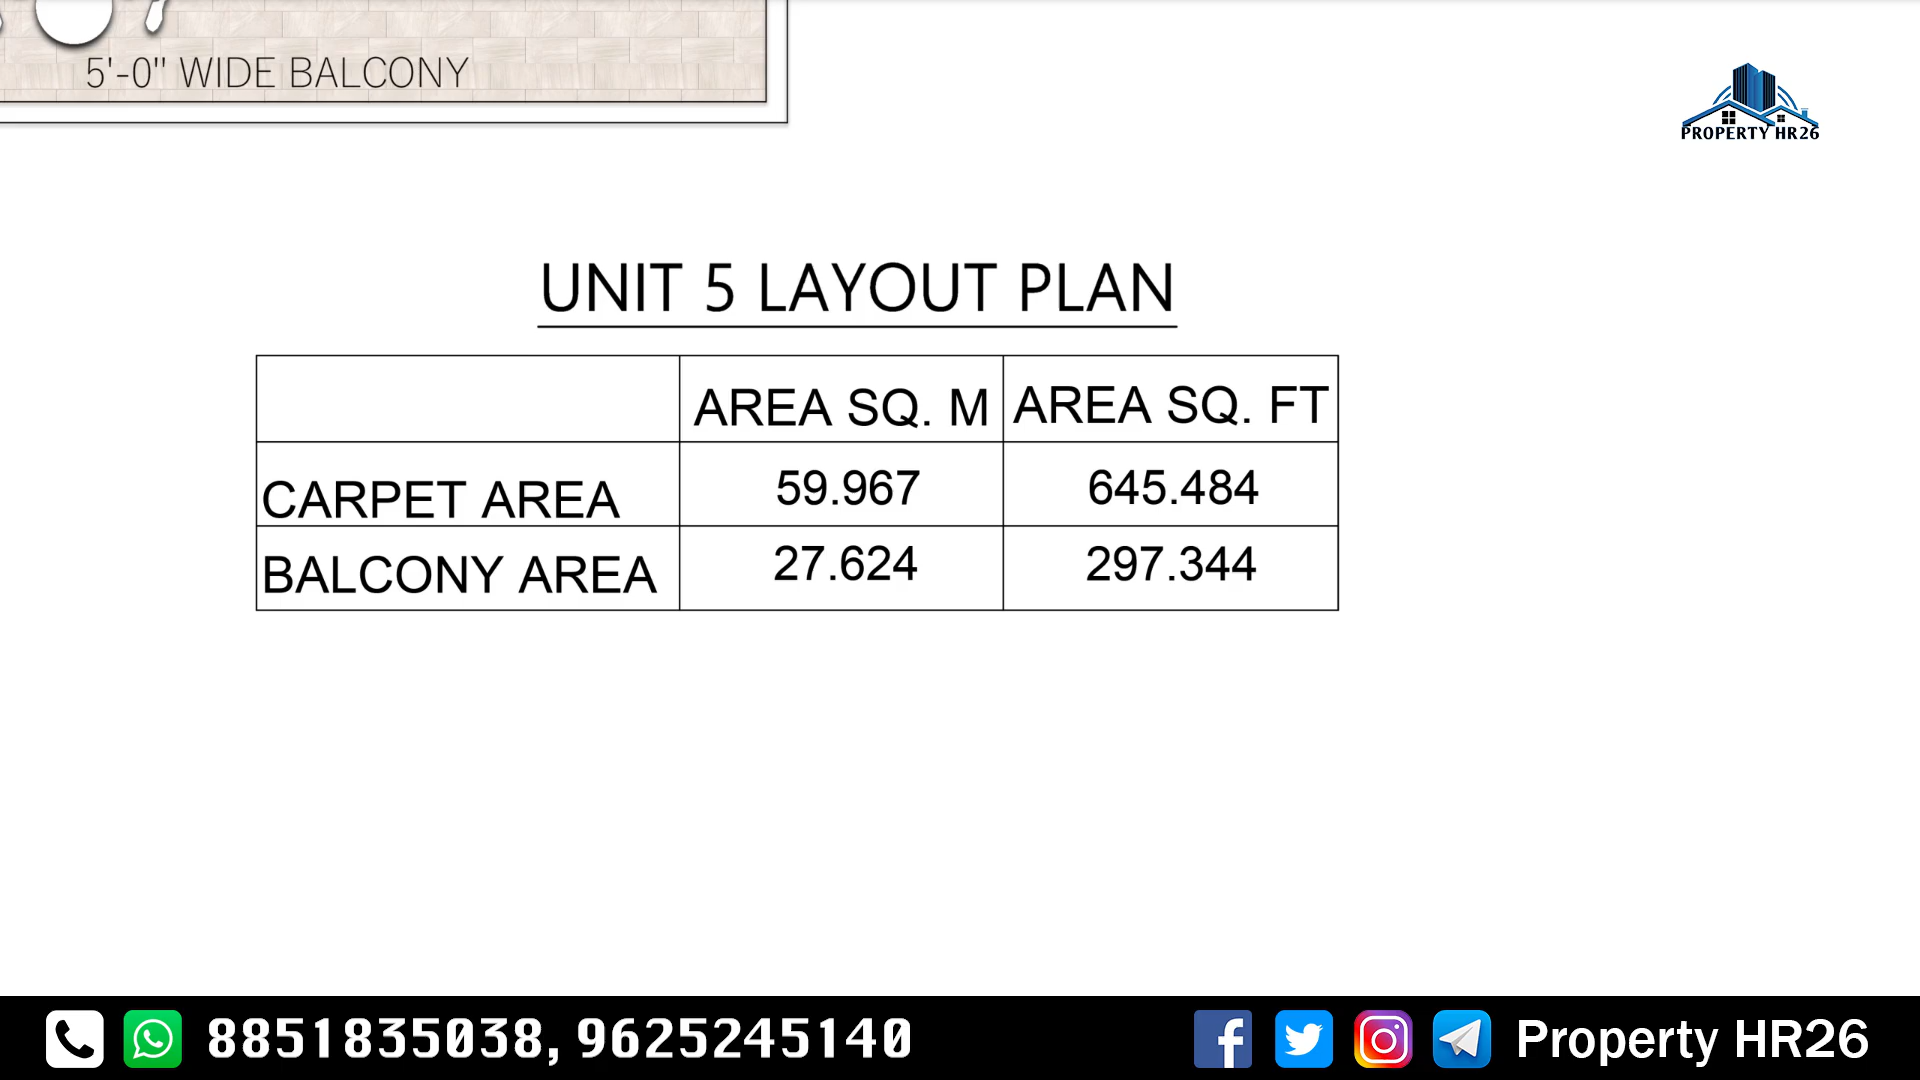 5'-0" WIDE BALCONY
PROPERTY HR26
UNIT 5 LAYOUT PLAN
AREA SQ. M AREA SQ. FT
CARPET AREA 59.967 645.484
BALCONY AREA 27.624 297.344
8851835038, 9625245140 Property HR26